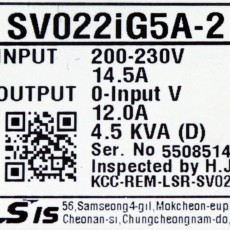 SV022iG5A-2
INPUT 200-230V
14.5A
OUTPUT 0-Input V
12.0A
4.5 KVA (D)
Ser. No 5508514
Inspected by H.J
KCC-REM-LSR-SV02
LSIS
56,Samseong4-gil,Mokcheon-eup,
Cheonan-si,Chungcheongnam-do,